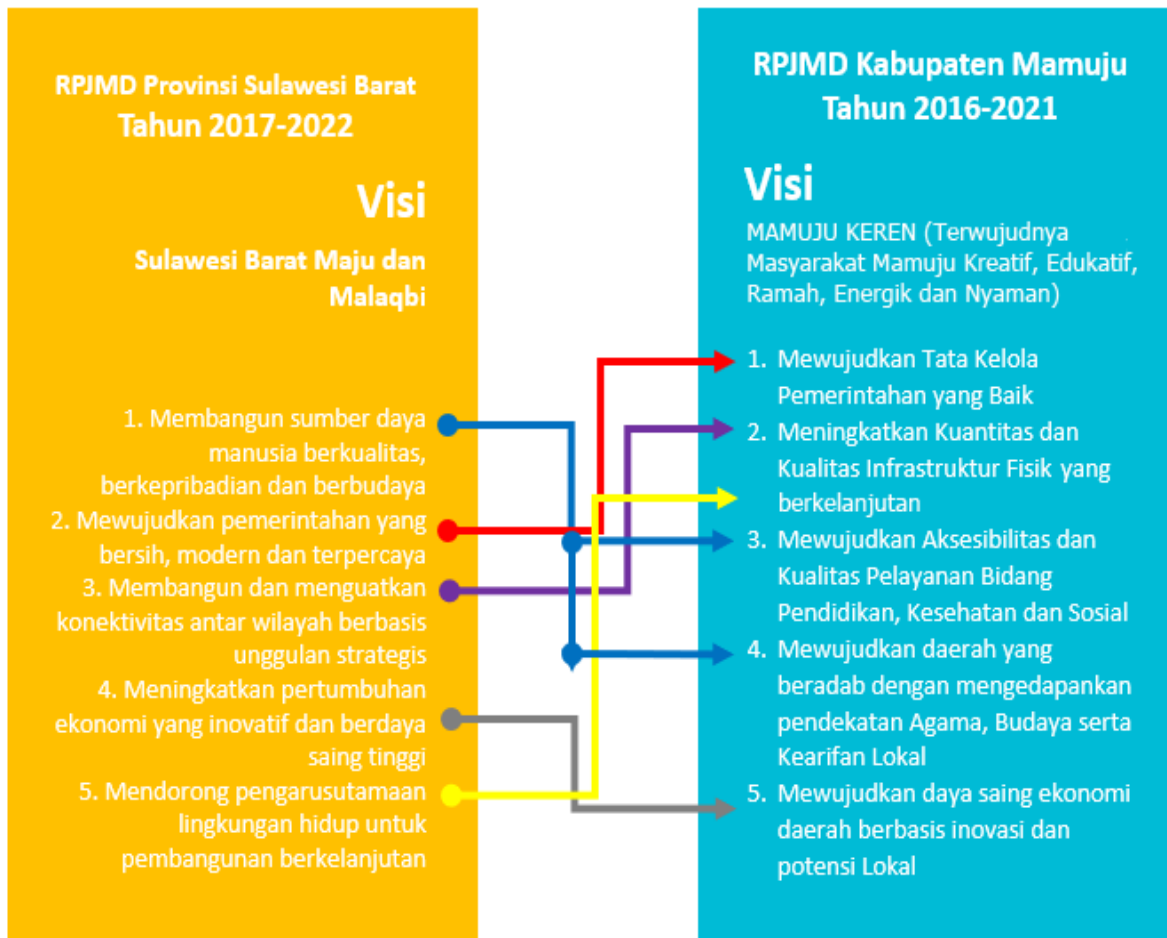 RPJMD Provinsi Sulawesi Barat
Tahun 2017-2022
Visi
Sulawesi Barat Maju dan
Malaqbi
1. Membangun sumber daya
manusia berkualitas,
berkepribadian dan berbudaya
2. Mewujudkan pemerintahan yang
bersih, modern dan terpercaya
3. Membangun dan menguatkan
konektivitas antar wilayah berbasis
unggulan strategis
4. Meningkatkan pertumbuhan
ekonomi yang inovatif dan berdaya
saing tinggi
5. Mendorong pengarusutamaan
lingkungan hidup untuk
pembangunan berkelanjutan
RPJMD Kabupaten Mamuju
Tahun 2016-2021
Visi
MAMUJU KEREN (Terwujudnya
Masyarakat Mamuju Kreatif, Edukatif,
Ramah, Energik dan Nyaman)
1. Mewujudkan Tata Kelola
Pemerintahan yang Baik
2. Meningkatkan Kuantitas dan
Kualitas Infrastruktur Fisik yang
berkelanjutan
3. Mewujudkan Aksesibilitas dan
Kualitas Pelayanan Bidang
Pendidikan, Kesehatan dan Sosial
4. Mewujudkan daerah yang
beradab dengan mengedapankan
pendekatan Agama, Budaya serta
Kearifan Lokal
5. Mewujudkan daya saing ekonomi
daerah berbasis inovasi dan
potensi Lokal